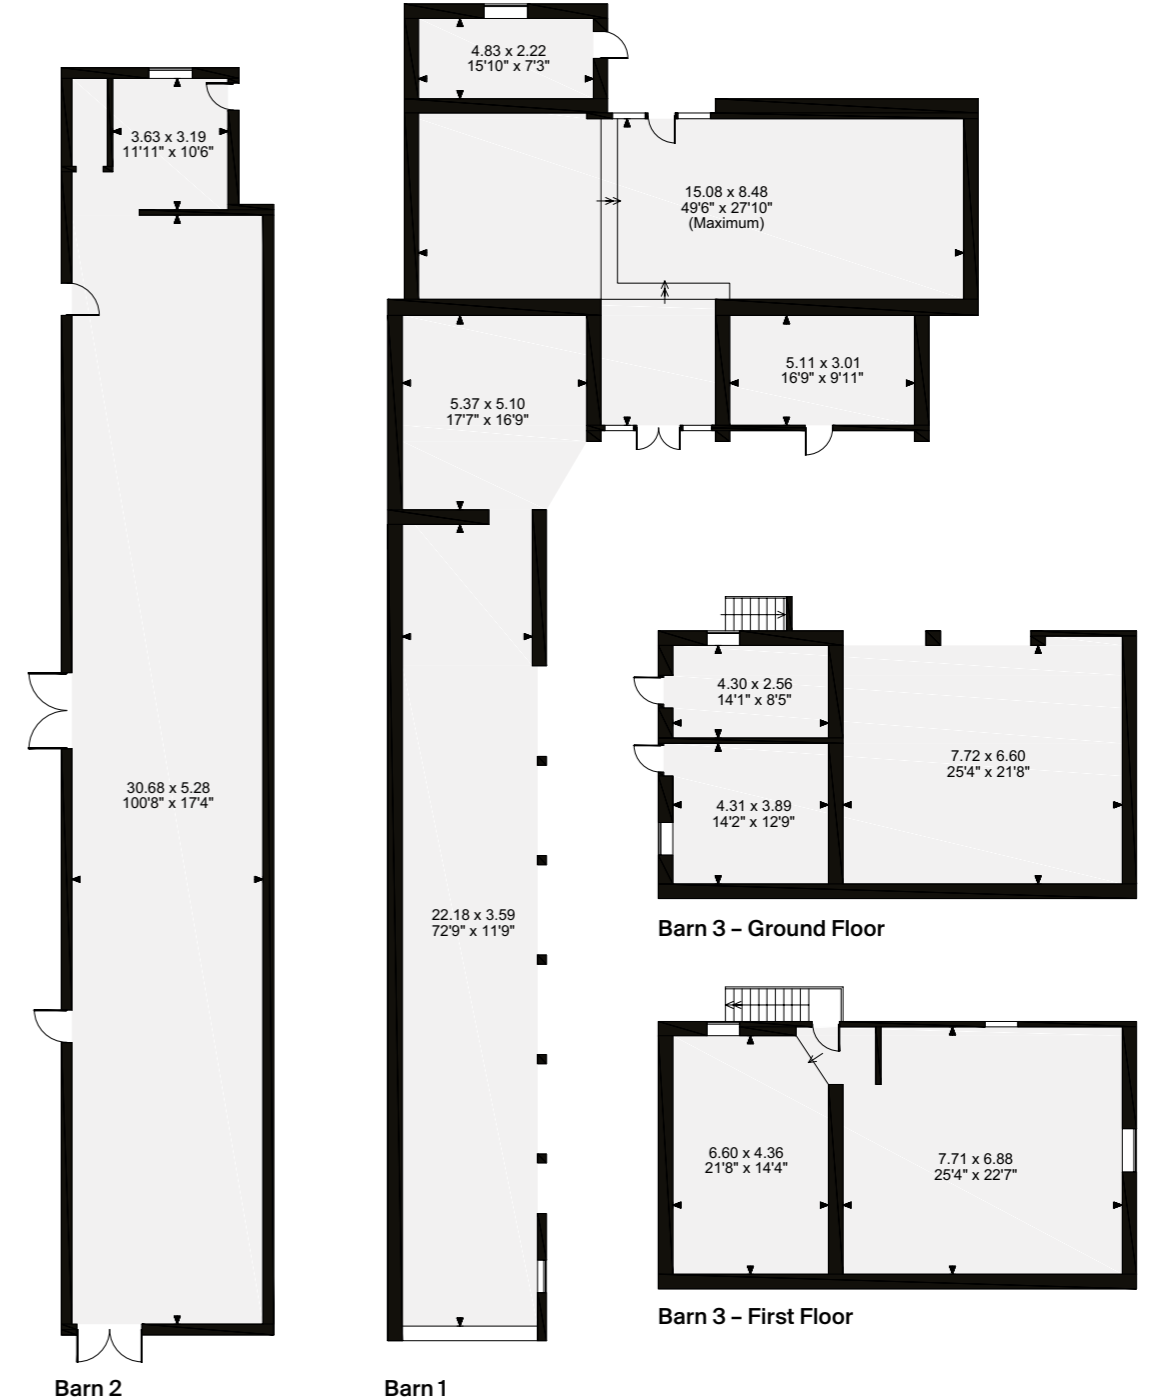 4.83 x 2.22
15'10" x 7'3"
3.63 x 3.19
11'11" x 10'6"
15.08 x 8.48
49'6" x 27'10"
(Maximum)
5.11 x 3.01
16'9" x 9'11"
5.37 x 5.10
17'7" x 16'9"
4.30 x 2.56
14'1" x 8'5"
7.72 x 6.60
25'4" x 21'8"
30.68 x 5.28
100'8" x 17'4"
4.31 x 3.89
14'2" x 12'9"
22.18 x 3.59
72'9" x 11'9"
Barn 3 – Ground Floor
6.60 x 4.36
21'8" x 14'4"
7.71 x 6.88
25'4" x 22'7"
Barn 3 – First Floor
Barn 2
Barn 1